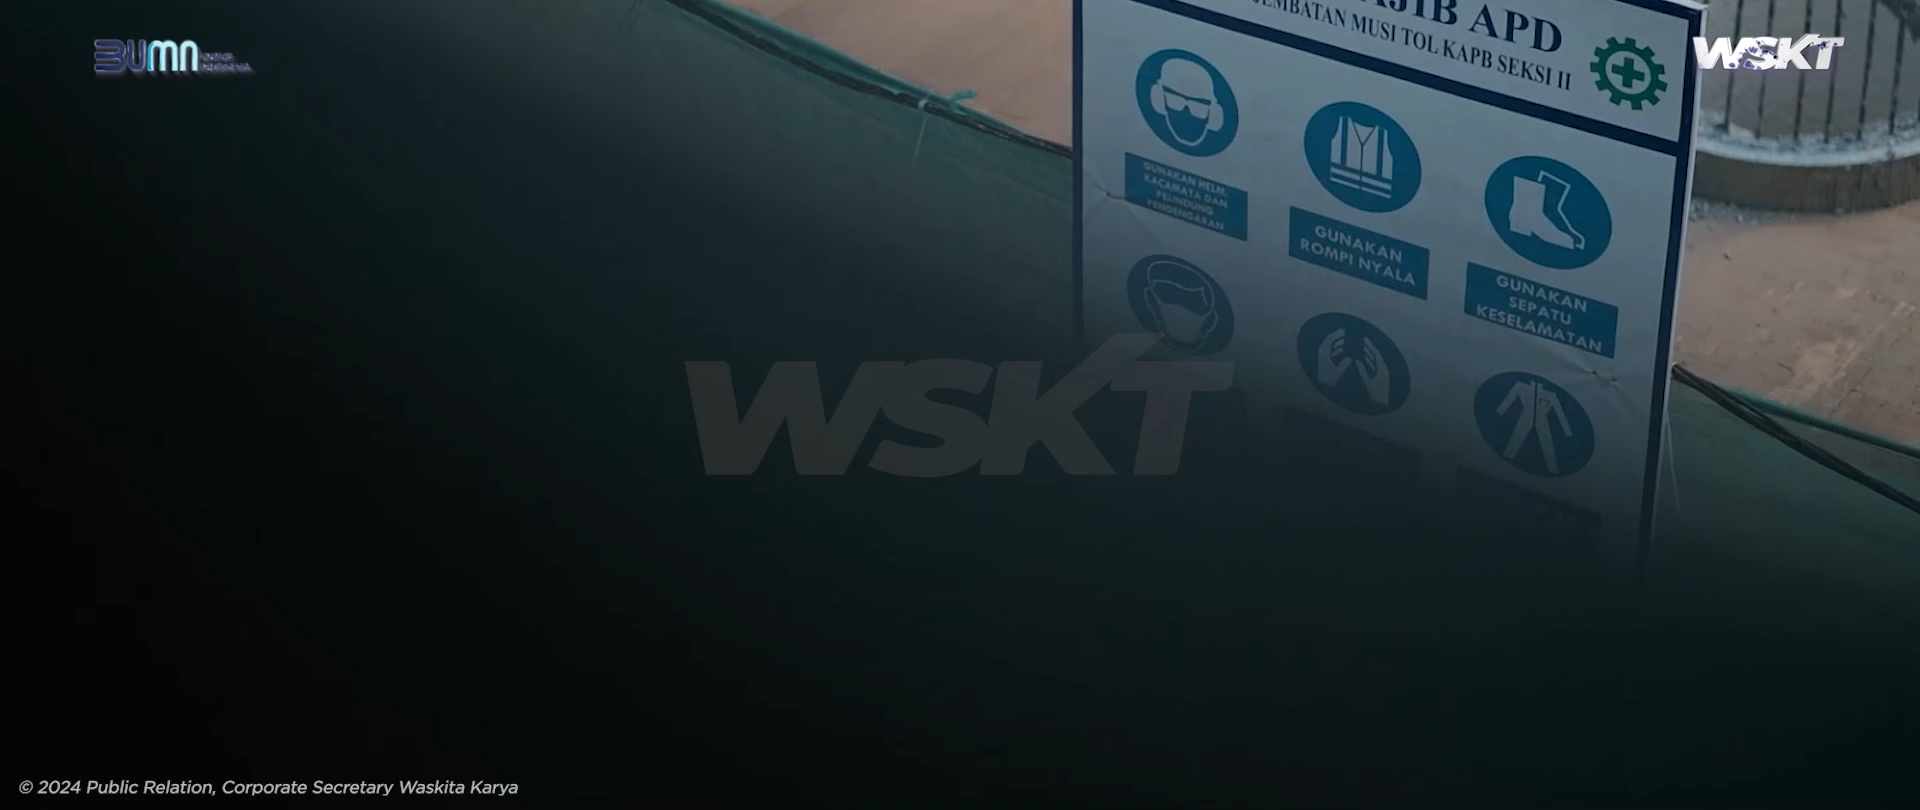 BUMN
WSKT
AJIB APD
JEMBATAN MUSI TOL KAPB SEKSI II
GUNAKAN HELM,
KACAMATA DAN
PELINDUNG
PENDENGARAN
GUNAKAN
ROMPI NYALA
GUNAKAN
SEPATU
KESELAMATAN
WSKT
© 2024 Public Relation, Corporate Secretary Waskita Karya